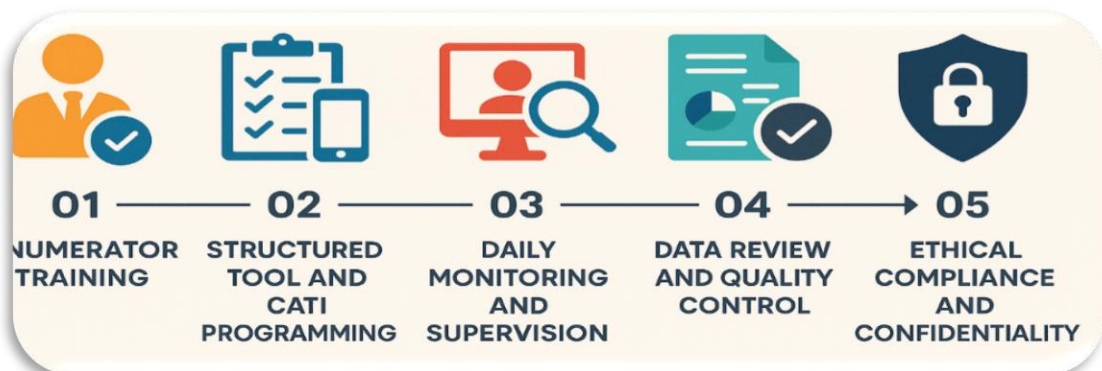 01
02
03
04
05
NUMERATOR
TRAINING
STRUCTURED
TOOL AND
CATI
PROGRAMMING
DAILY
MONITORING
AND
SUPERVISION
DATA REVIEW
AND QUALITY
CONTROL
ETHICAL
COMPLIANCE
AND
CONFIDENTIALITY